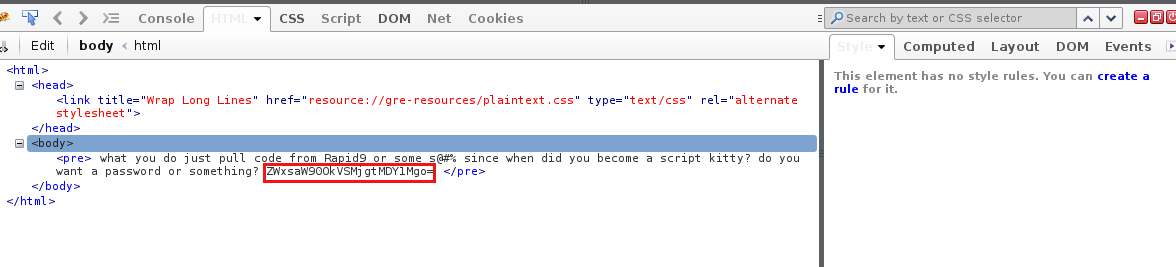 Console HTML CSS Script DOM Net Cookies Search by text or CSS selector
Edit body < html Style Computed Layout DOM Events
<html>
<head>
<link title="Wrap Long Lines" href="resource://gre-resources/plaintext.css" type="text/css" rel="alternate
stylesheet">
</head>
<body>
<pre> what you do just pull code from Rapid9 or some s@#% since when did you become a script kitty? do you
want a password or something? ZWxsaW90OkVSMjgtMDY1Mgo= </pre>
</body>
</html>
This element has no style rules. You can create a
rule for it.